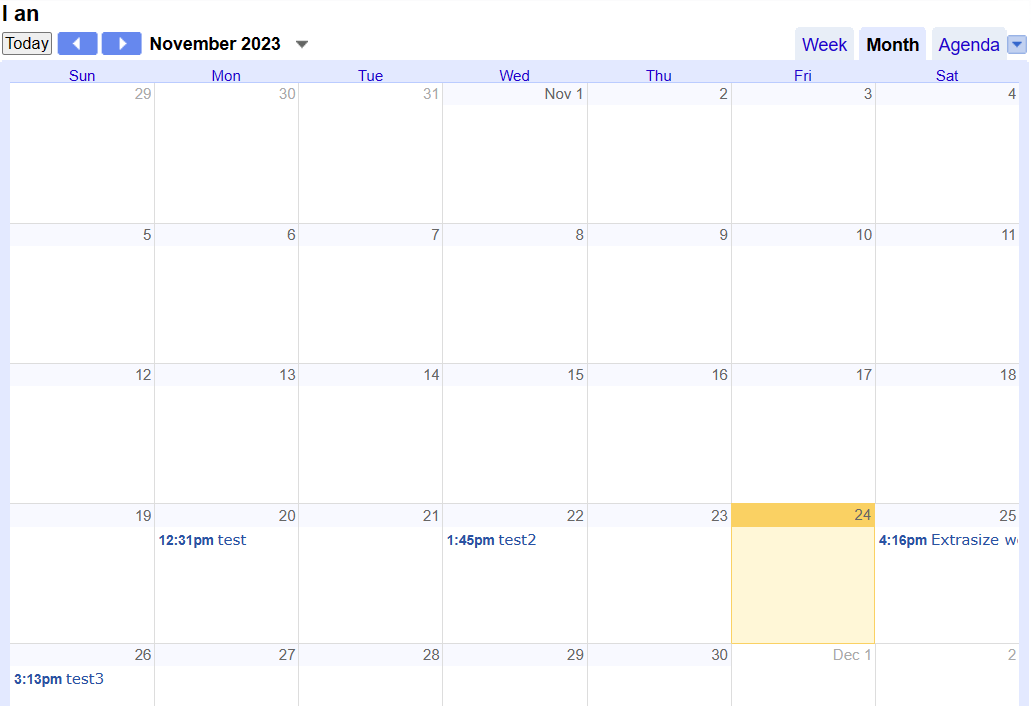 I an
Today November 2023 Week Month Agenda
Sun Mon Tue Wed Thu Fri Sat
29 30 31 Nov 1 2 3 4
5 6 7 8 9 10 11
12 13 14 15 16 17 18
19 20 21 22 23 24 25
12:31pm test 1:45pm test2 4:16pm Extrasize
26 27 28 29 30 Dec 1 2
3:13pm test3